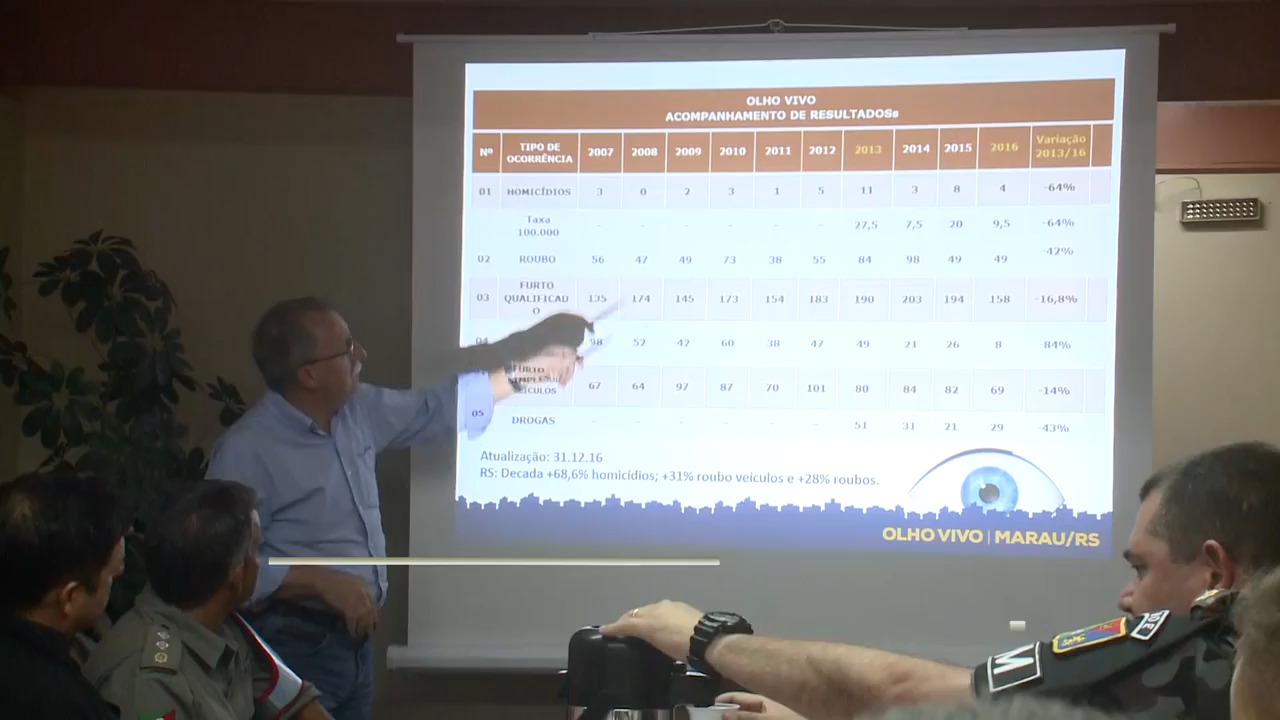 OLHO VIVO
ACOMPANHAMENTO DE RESULTADOSs
Nº TIPO DE OCORRÊNCIA 2007 2008 2009 2010 2011 2012 2013 2014 2015 2016 Variação 2013/16
01 HOMICÍDIOS 3 0 2 3 1 5 11 3 8 4 -64%
Taxa 100.000 - - - - - - 27,5 7,5 20 9,5 -64%
02 ROUBO 56 47 49 73 38 55 84 98 49 49 -42%
03 FURTO QUALIFICAD O 135 174 145 173 154 183 190 203 194 158 -16,8%
04 98 52 42 60 38 47 49 21 26 8 -84%
FURTO 67 64 97 87 70 101 80 84 82 69 -14%
05 DROGAS - - - - - - 51 31 21 29 -43%
Atualização: 31.12.16
RS: Decada +68,6% homicídios; +31% roubo veículos e +28% roubos.
OLHO VIVO | MARAU/RS
M